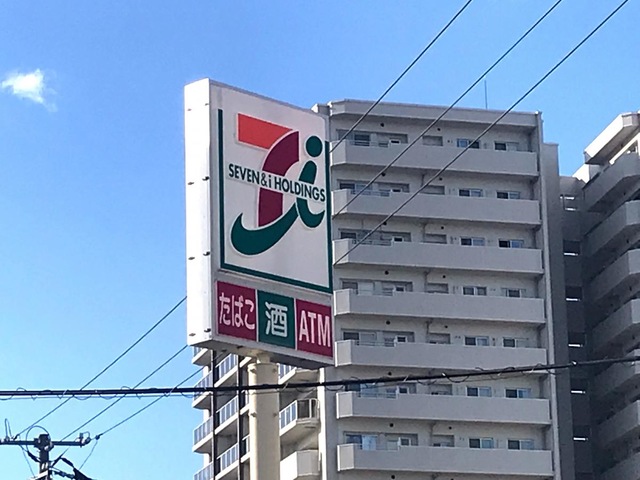 SEVEN&i HOLDINGS
たばこ 酒 ATM